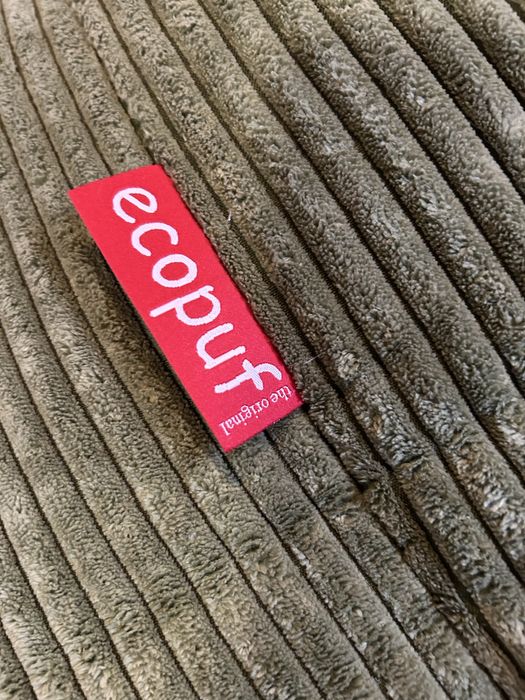 ecopuf
the original